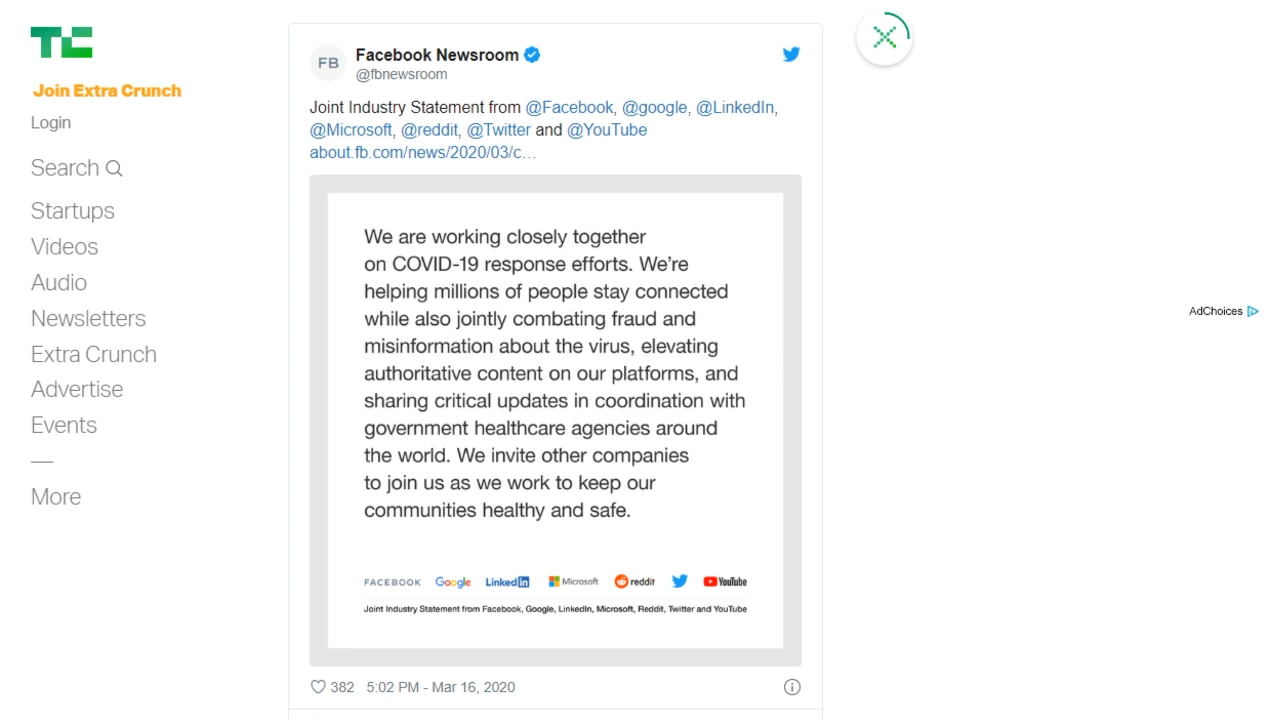 TC
Join Extra Crunch
Login
Search
Startups
Videos
Audio
Newsletters
Extra Crunch
Advertise
Events
—
More
FB
Facebook Newsroom
@fbnewsroom
Joint Industry Statement from @Facebook, @google, @LinkedIn,
@Microsoft, @reddit, @Twitter and @YouTube
about.fb.com/news/2020/03/c…
We are working closely together
on COVID-19 response efforts. We're
helping millions of people stay connected
while also jointly combating fraud and
misinformation about the virus, elevating
authoritative content on our platforms, and
sharing critical updates in coordination with
government healthcare agencies around
the world. We invite other companies
to join us as we work to keep our
communities healthy and safe.
FACEBOOK Google LinkedIn Microsoft reddit YouTube
Joint Industry Statement from Facebook, Google, LinkedIn, Microsoft, Reddit, Twitter and YouTube
382 5:02 PM - Mar 16, 2020
AdChoices